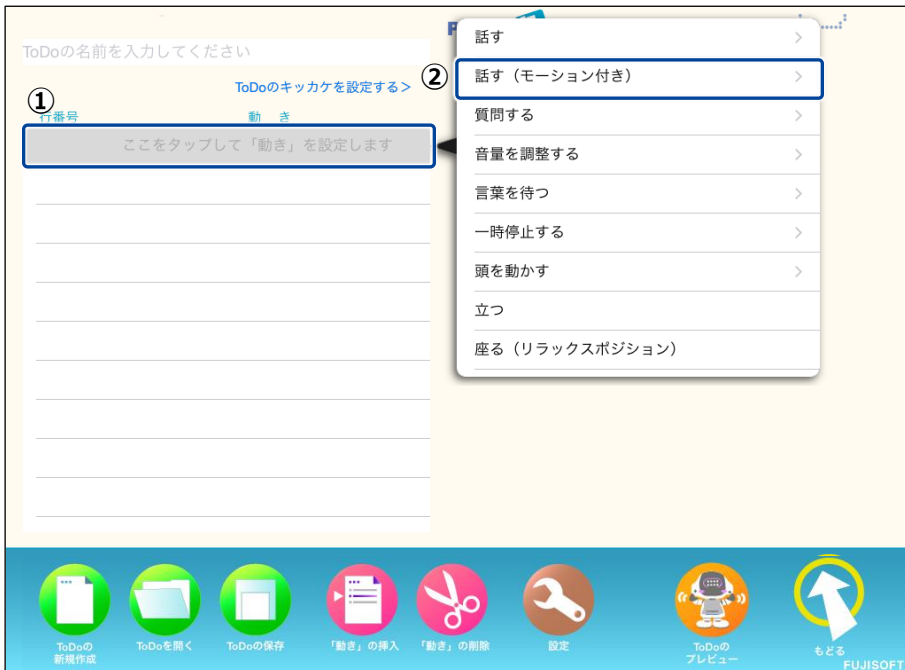 ToDoの名前を入力してください
ToDoのキッカケを設定する>
①
行番号
動 き
ここをタップして「動き」を設定します
②
話す
話す（モーション付き）
質問する
音量を調整する
言葉を待つ
一時停止する
頭を動かす
立つ
座る（リラックスポジション）
ToDoの
新規作成
ToDoを開く
ToDoの保存
「動き」の挿入
「動き」の削除
設定
ToDoの
プレビュー
もどる
FUJISOFT